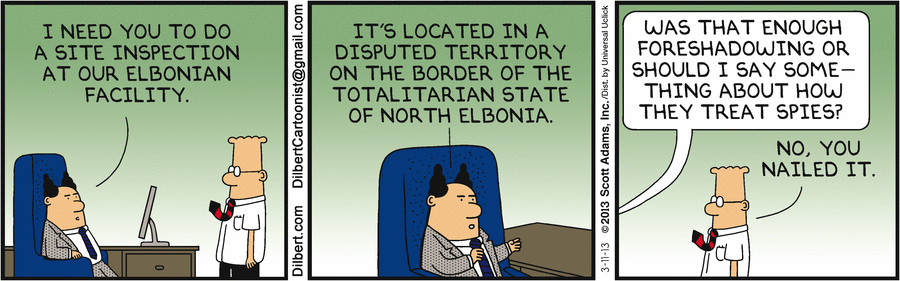 I NEED YOU TO DO
A SITE INSPECTION
AT OUR ELBONIAN
FACILITY.
Dilbert.com DilbertCartoonist@gmail.com
IT'S LOCATED IN A
DISPUTED TERRITORY
ON THE BORDER OF THE
TOTALITARIAN STATE
OF NORTH ELBONIA.
3-11-13 © 2013 Scott Adams, Inc. /Dist. by Universal Uclick
WAS THAT ENOUGH
FORESHADOWING OR
SHOULD I SAY SOME-
THING ABOUT HOW
THEY TREAT SPIES?
NO, YOU
NAILED IT.